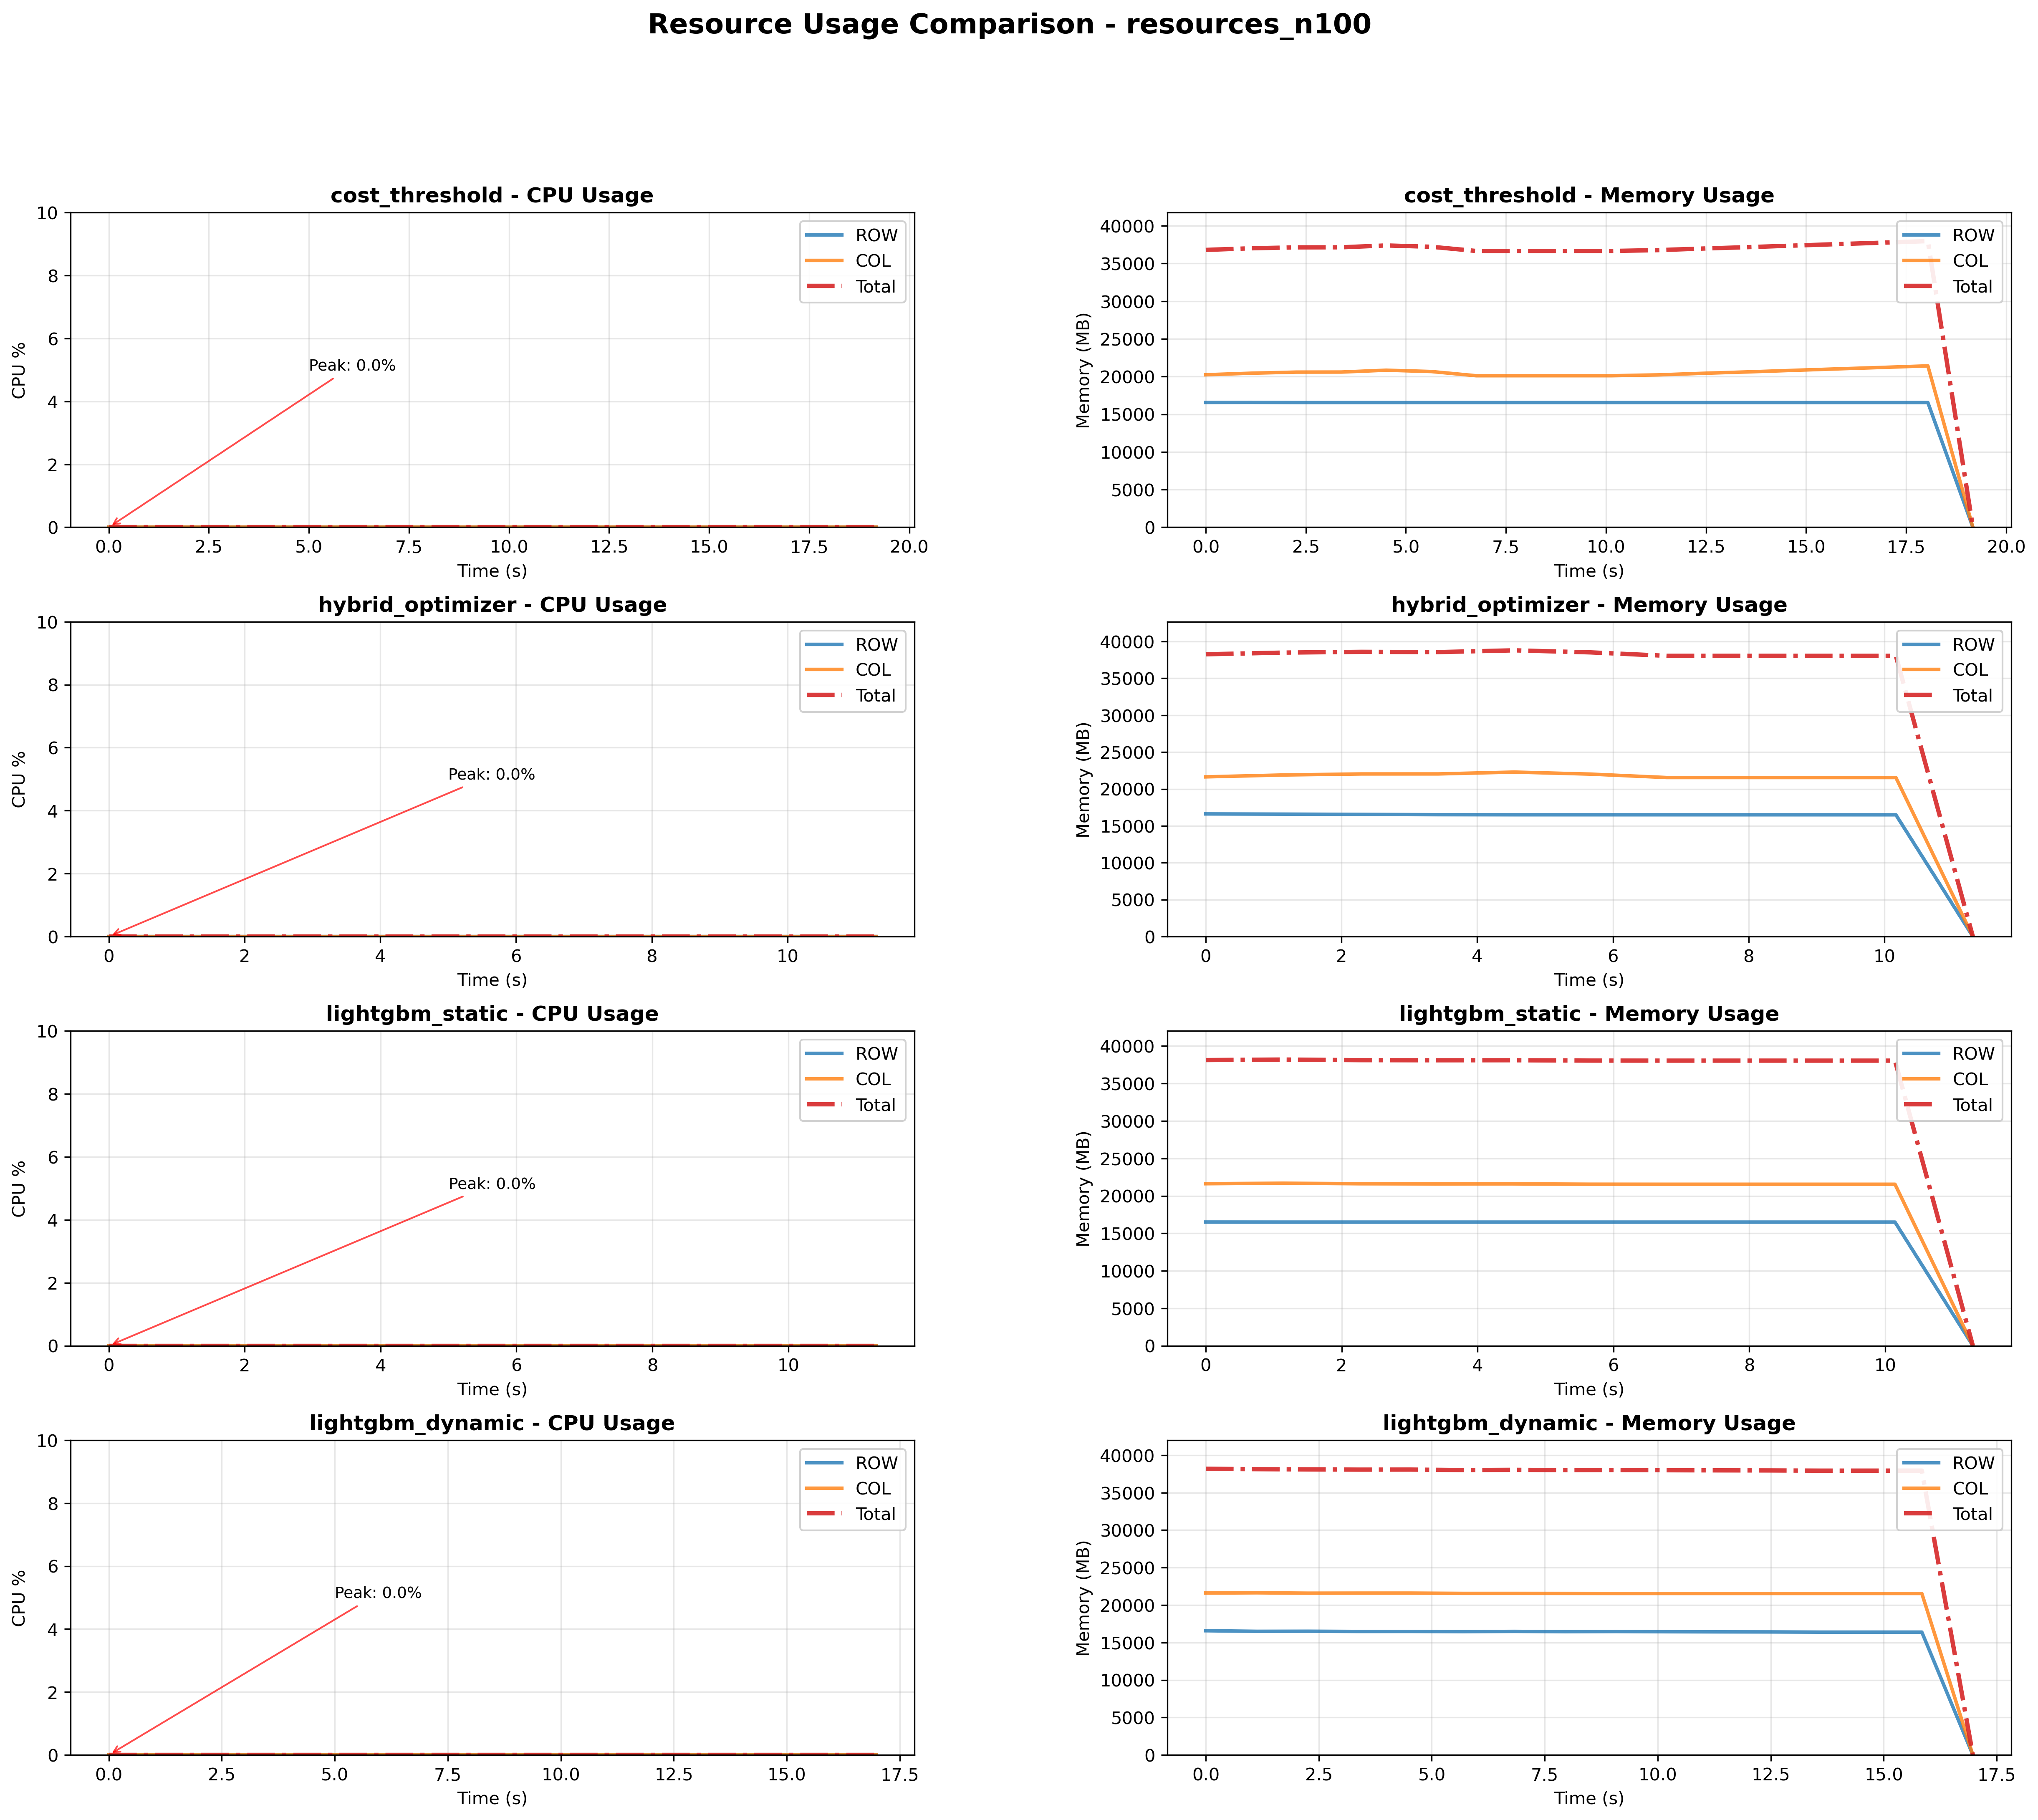 Resource Usage Comparison - resources_n100
cost_threshold - CPU Usage
CPU %
10
8
6
4
2
0
ROW
COL
Total
Peak: 0.0%
0.0 2.5 5.0 7.5 10.0 12.5 15.0 17.5 20.0
Time (s)
cost_threshold - Memory Usage
Memory (MB)
40000
35000
30000
25000
20000
15000
10000
5000
0
ROW
COL
Total
0.0 2.5 5.0 7.5 10.0 12.5 15.0 17.5 20.0
Time (s)
hybrid_optimizer - CPU Usage
CPU %
10
8
6
4
2
0
ROW
COL
Total
Peak: 0.0%
0 2 4 6 8 10
Time (s)
hybrid_optimizer - Memory Usage
Memory (MB)
40000
35000
30000
25000
20000
15000
10000
5000
0
ROW
COL
Total
0 2 4 6 8 10
Time (s)
lightgbm_static - CPU Usage
CPU %
10
8
6
4
2
0
ROW
COL
Total
Peak: 0.0%
0 2 4 6 8 10
Time (s)
lightgbm_static - Memory Usage
Memory (MB)
40000
35000
30000
25000
20000
15000
10000
5000
0
ROW
COL
Total
0 2 4 6 8 10
Time (s)
lightgbm_dynamic - CPU Usage
CPU %
10
8
6
4
2
0
ROW
COL
Total
Peak: 0.0%
0.0 2.5 5.0 7.5 10.0 12.5 15.0 17.5
Time (s)
lightgbm_dynamic - Memory Usage
Memory (MB)
40000
35000
30000
25000
20000
15000
10000
5000
0
ROW
COL
Total
0.0 2.5 5.0 7.5 10.0 12.5 15.0 17.5
Time (s)